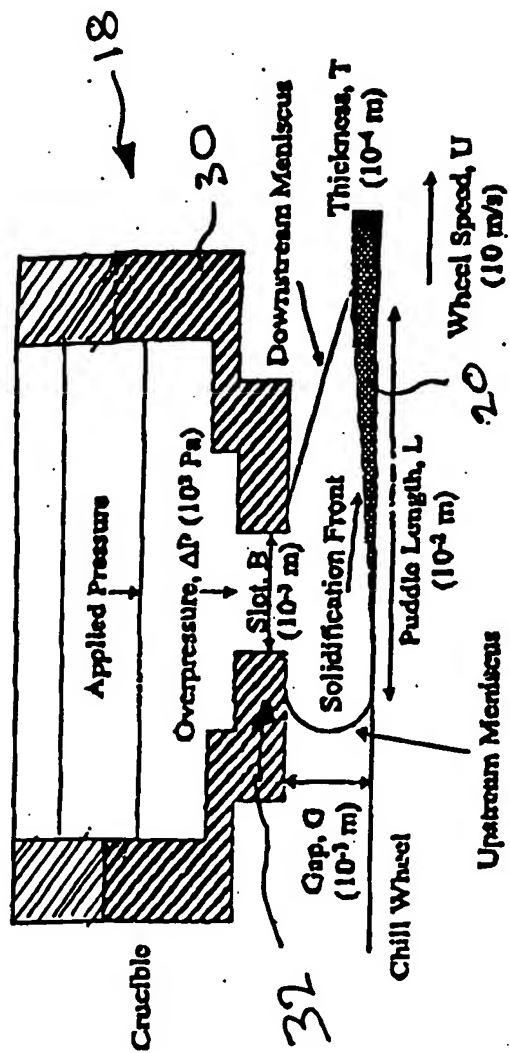 18
30
Crucible
Applied Pressure
Overpressure, ΔP (10³ Pa)
Slot, B
(10⁻³ m)
32
Gap, G
(10⁻³ m)
Solidification Front
Downstream Meniscus
Thickness, T
(10⁻⁴ m)
Chill Wheel
Puddle Length, L
(10⁻² m)
20
Wheel Speed, U
(10 m/s)
Upstream Meniscus